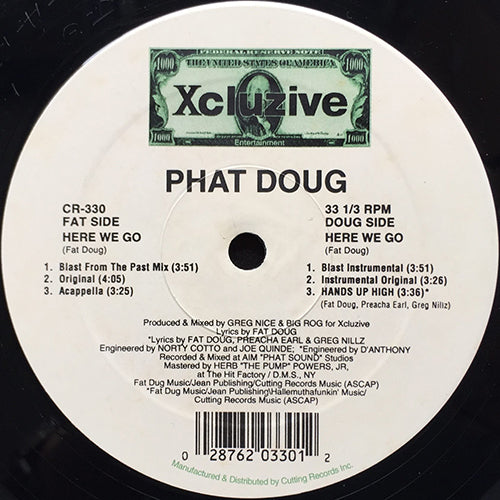 FEDERAL RESERVE NOTE
THE UNITED STATES OF AMERICA
1000 1000
Xcluzive
1000 1000
Entertainment
PHAT DOUG
CR-330
FAT SIDE
HERE WE GO
(Fat Doug)
1. Blast From The Past Mix (3:51)
2. Original (4:05)
3. Acappella (3:25)
33 1/3 RPM
DOUG SIDE
HERE WE GO
(Fat Doug)
1. Blast Instrumental (3:51)
2. Instrumental Original (3:26)
3. HANDS UP HIGH (3:36)*
(Fat Doug, Preacha Earl, Greg Nillz)
Produced & Mixed by GREG NICE & BIG ROG for Xcluzive
Lyrics by FAT DOUG
*Lyrics by FAT DOUG, PREACHA EARL & GREG NILLZ
Engineered by NORTY COTTO and JOE QUINDE; *Engineered by D'ANTHONY
Recorded & Mixed at AIM "PHAT SOUND" Studios
Mastered by HERB "THE PUMP" POWERS, JR,
at The Hit Factory / D.M.S., NY
Fat Dug Music/Jean Publishing/Cutting Records Music (ASCAP)
*Fat Dug Music/Jean Publishing\Hallemuthafunkin' Music/
Cutting Records Music (ASCAP)
0 28762 03301 2
Manufactured & Distributed by Cutting Records Inc.